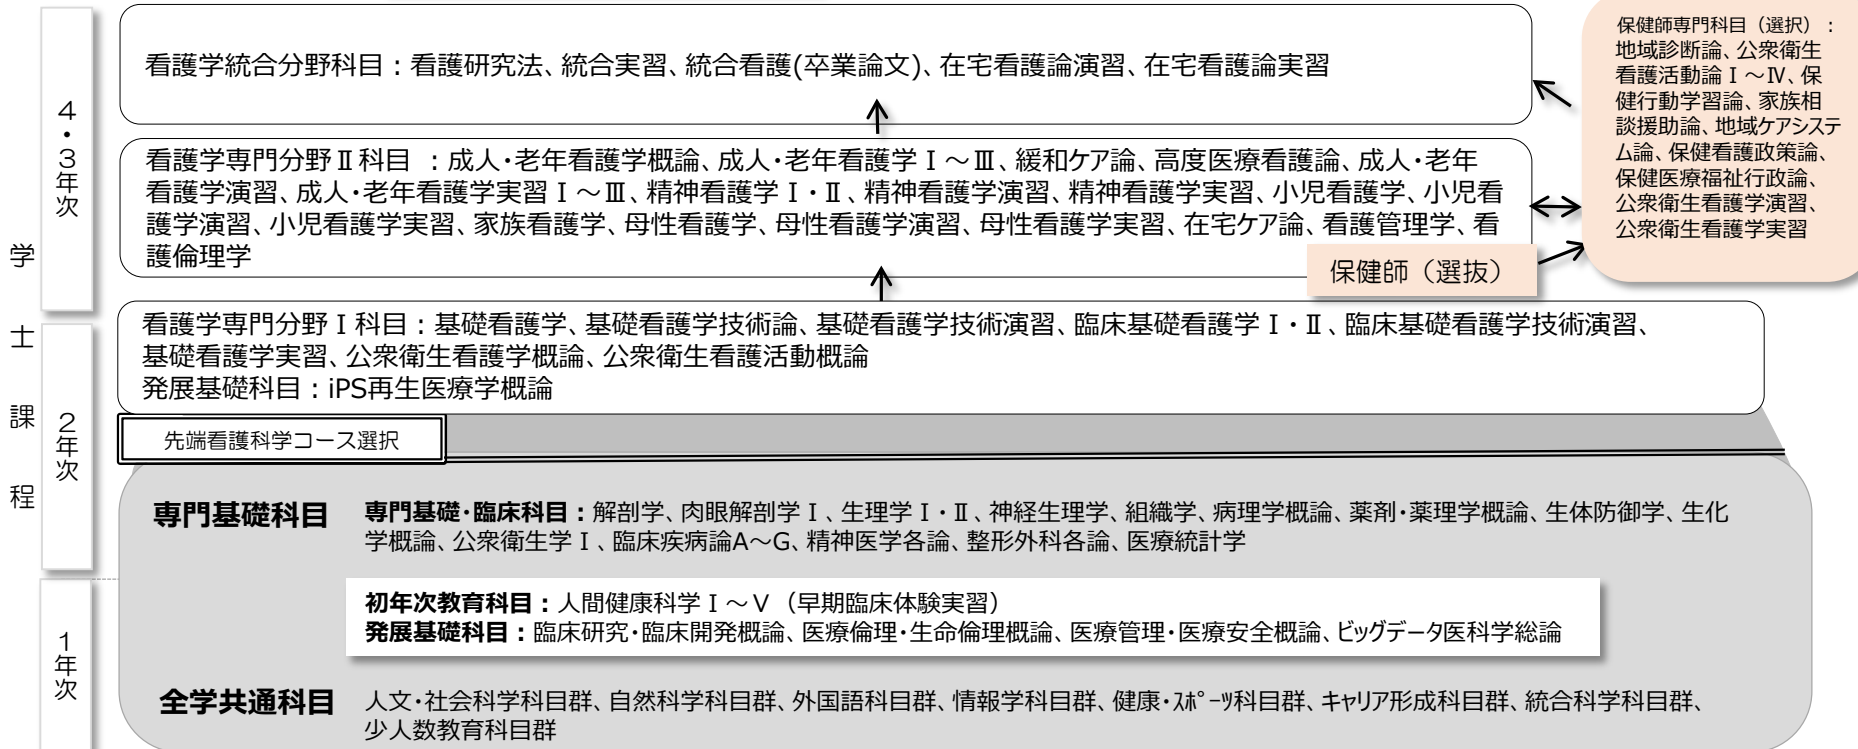 学士課程
4・3年次
看護学統合分野科目：看護研究法、統合実習、統合看護(卒業論文)、在宅看護論演習、在宅看護論実習
看護学専門分野Ⅱ科目 ：成人・老年看護学概論、成人・老年看護学Ⅰ～Ⅲ、緩和ケア論、高度医療看護論、成人・老年
看護学演習、成人・老年看護学実習Ⅰ～Ⅲ、精神看護学Ⅰ・Ⅱ、精神看護学演習、精神看護学実習、小児看護学、小児看
護学演習、小児看護学実習、家族看護学、母性看護学、母性看護学演習、母性看護学実習、在宅ケア論、看護管理学、看
護倫理学
保健師（選抜）
保健師専門科目（選択）：
地域診断論、公衆衛生
看護活動論Ⅰ～Ⅳ、保
健行動学習論、家族相
談援助論、地域ケアシステ
ム論、保健看護政策論、
保健医療福祉行政論、
公衆衛生看護学演習、
公衆衛生看護学実習
2年次
看護学専門分野Ⅰ科目：基礎看護学、基礎看護学技術論、基礎看護学技術演習、臨床基礎看護学Ⅰ・Ⅱ、臨床基礎看護学技術演習、
基礎看護学実習、公衆衛生看護学概論、公衆衛生看護活動概論
発展基礎科目：iPS再生医療学概論
先端看護科学コース選択
専門基礎科目
専門基礎・臨床科目：解剖学、肉眼解剖学Ⅰ、生理学Ⅰ・Ⅱ、神経生理学、組織学、病理学概論、薬剤・薬理学概論、生体防御学、生化
学概論、公衆衛生学Ⅰ、臨床疾病論A～G、精神医学各論、整形外科各論、医療統計学
1年次
初年次教育科目：人間健康科学Ⅰ～Ⅴ（早期臨床体験実習）
発展基礎科目：臨床研究・臨床開発概論、医療倫理・生命倫理概論、医療管理・医療安全概論、ビッグデータ医科学総論
全学共通科目
人文・社会科学科目群、自然科学科目群、外国語科目群、情報学科目群、健康・ｽﾎﾟｰﾂ科目群、キャリア形成科目群、統合科学科目群、
少人数教育科目群